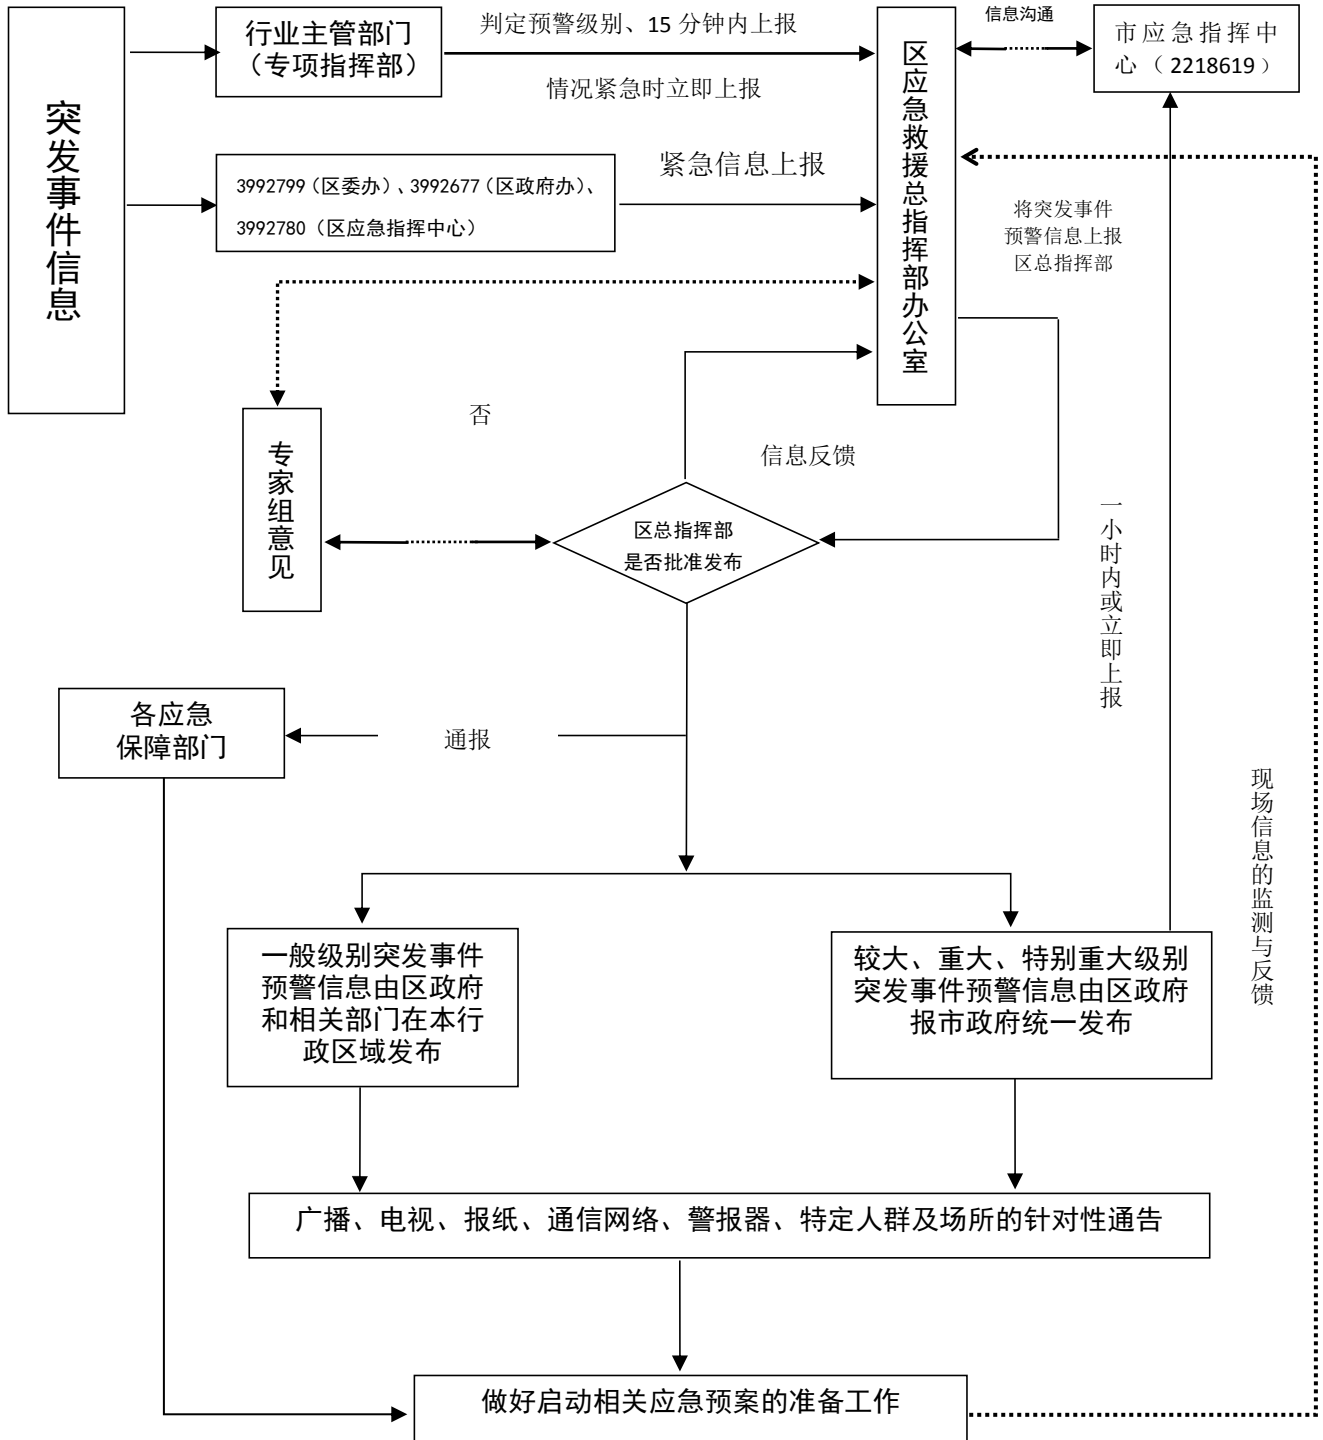 突发事件信息
行业主管部门
（专项指挥部）
判定预警级别、15 分钟内上报
情况紧急时立即上报
区应急救援总指挥部办公室
信息沟通
市应急指挥中
心（2218619）
3992799（区委办）、3992677（区政府办）、
3992780（区应急指挥中心）
紧急信息上报
将突发事件
预警信息上报
区总指挥部
否
信息反馈
专家组意见
区总指挥部
是否批准发布
一小时内或立即上报
各应急
保障部门
通报
现场信息的监测与反馈
一般级别突发事件
预警信息由区政府
和相关部门在本行
政区域发布
较大、重大、特别重大级别
突发事件预警信息由区政府
报市政府统一发布
广播、电视、报纸、通信网络、警报器、特定人群及场所的针对性通告
做好启动相关应急预案的准备工作